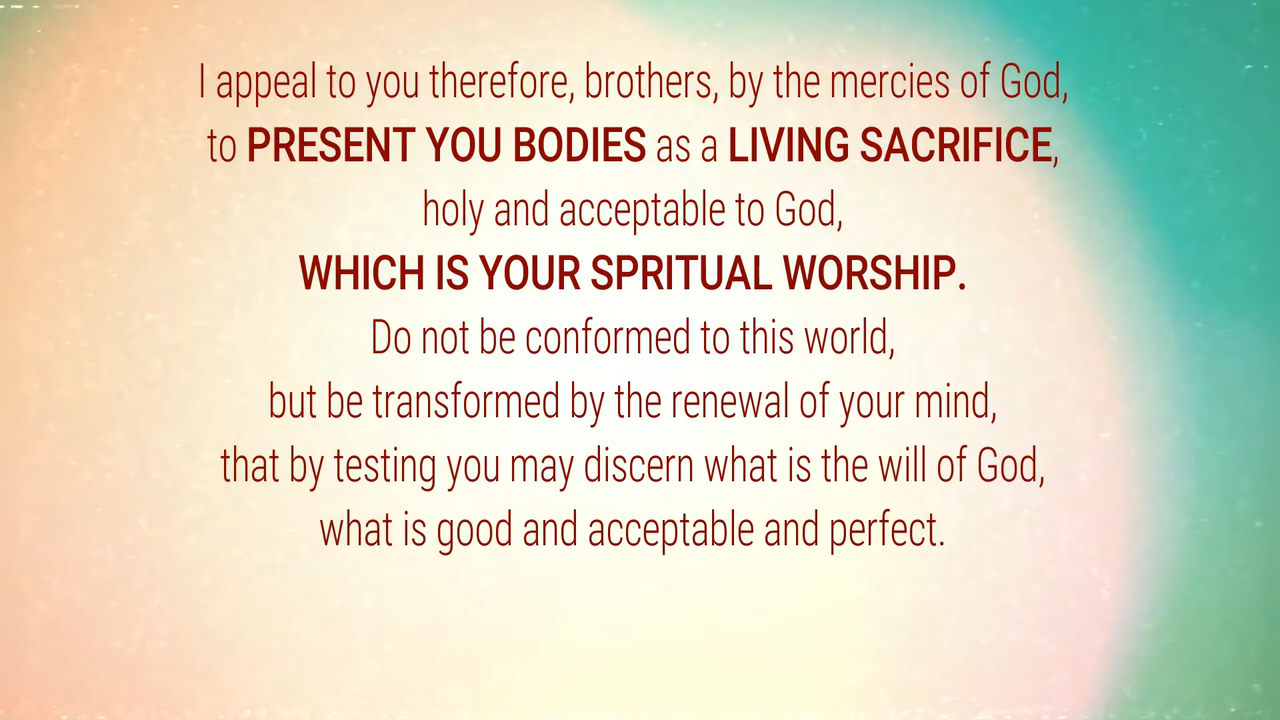 I appeal to you therefore, brothers, by the mercies of God,
to PRESENT YOU BODIES as a LIVING SACRIFICE,
holy and acceptable to God,
WHICH IS YOUR SPRITUAL WORSHIP.
Do not be conformed to this world,
but be transformed by the renewal of your mind,
that by testing you may discern what is the will of God,
what is good and acceptable and perfect.